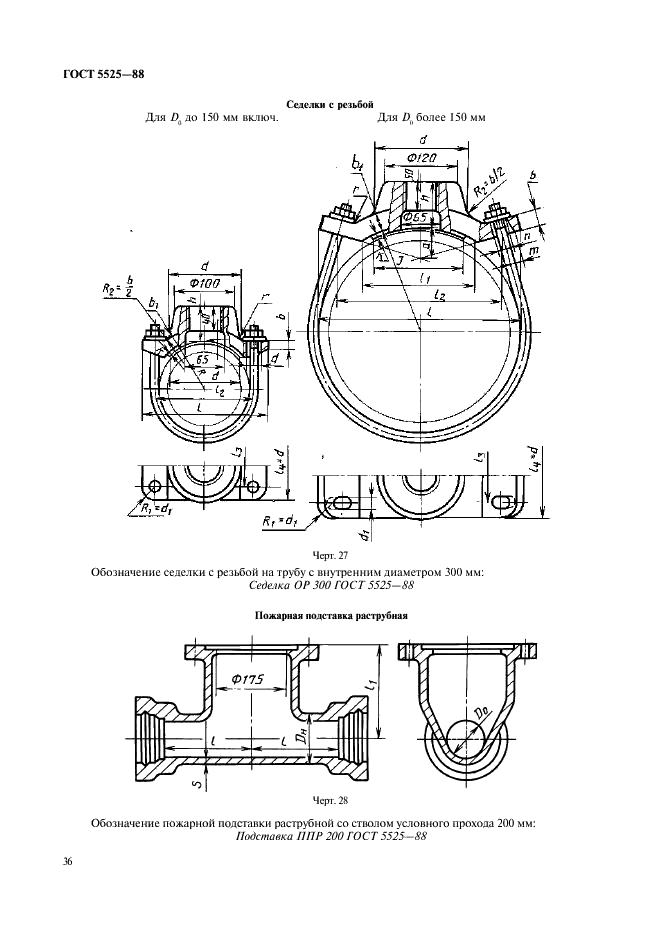 ГОСТ 5525—88
Седелки с резьбой
Для D₀ до 150 мм включ. Для D₀ более 150 мм
d
Ф120
50
h
b₁
r
R₂=b/2
b
Ф65
n
m
l₁
l₂
l
d
R₂= b/2
Ф100
b₁
h
40
r
b
65
d
d
l₂
l
l₃
l₄=d
R₁=d₁
l₃
l₄=d
R₁=d₁
d₁
Черт. 27
Обозначение седелки с резьбой на трубу с внутренним диаметром 300 мм:
Седелка ОР 300 ГОСТ 5525—88
Пожарная подставка раструбная
Ф175
l₁
l
l
Dн
S
D₀
Черт. 28
Обозначение пожарной подставки раструбной со стволом условного прохода 200 мм:
Подставка ППР 200 ГОСТ 5525—88
36